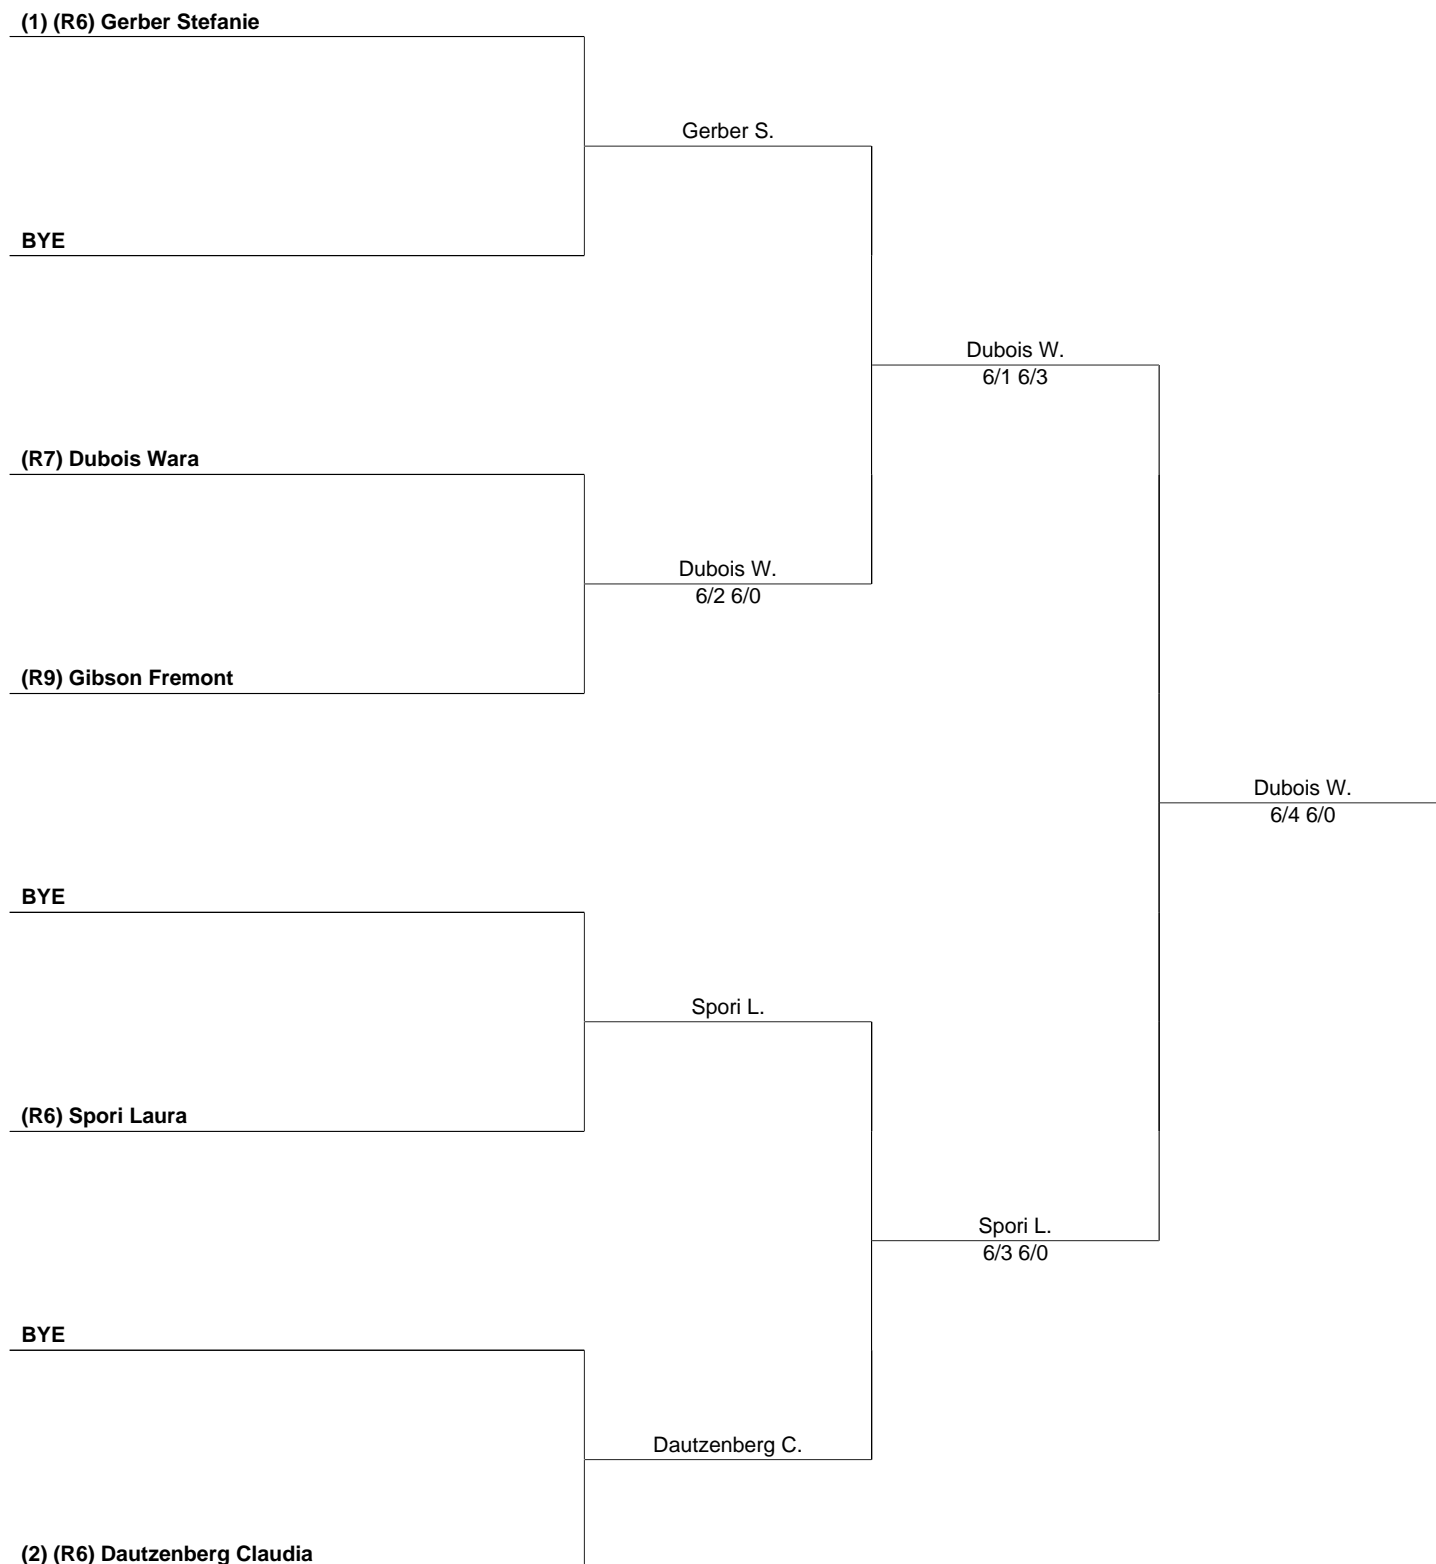 (1) (R6) Gerber Stefanie
Gerber S.
BYE
Dubois W.
6/1 6/3
(R7) Dubois Wara
Dubois W.
6/2 6/0
(R9) Gibson Fremont
Dubois W.
6/4 6/0
BYE
Spori L.
(R6) Spori Laura
Spori L.
6/3 6/0
BYE
Dautzenberg C.
(2) (R6) Dautzenberg Claudia